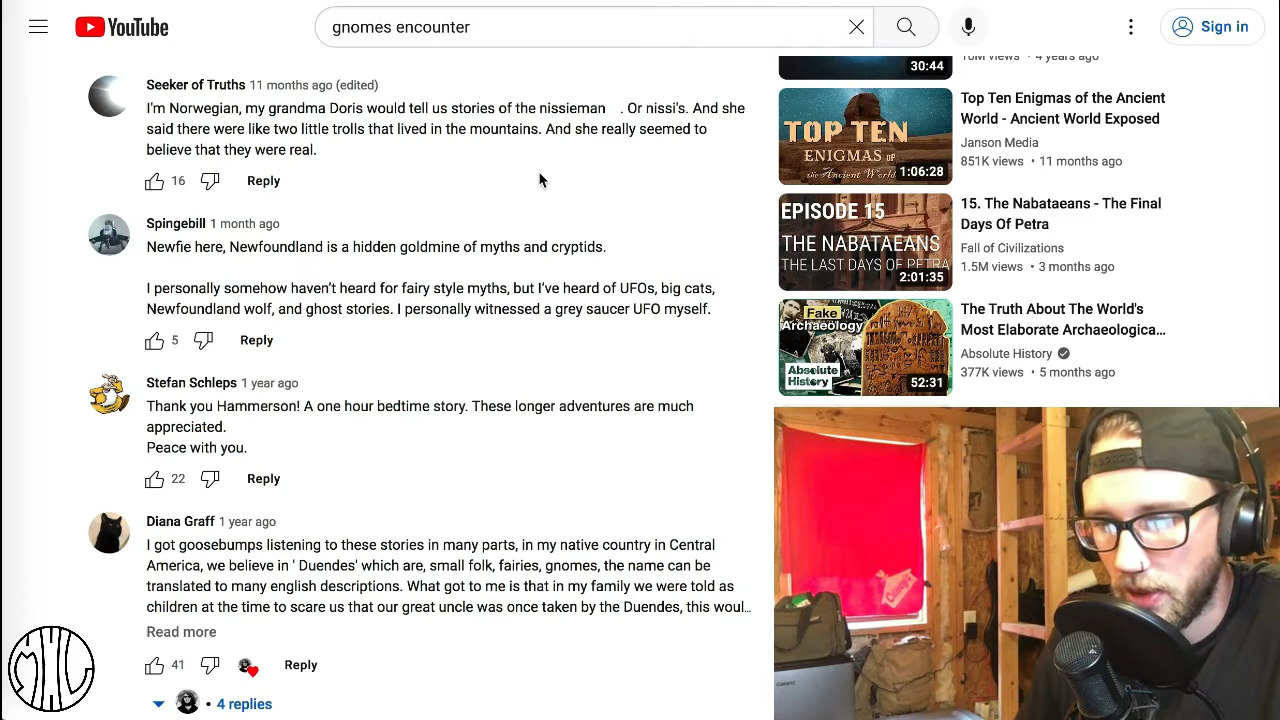 YouTube
gnomes encounter
Sign in
Seeker of Truths 11 months ago (edited)
I'm Norwegian, my grandma Doris would tell us stories of the nissieman . Or nissi's. And she
said there were like two little trolls that lived in the mountains. And she really seemed to
believe that they were real.
16 Reply
Spingebill 1 month ago
Newfie here, Newfoundland is a hidden goldmine of myths and cryptids.
I personally somehow haven't heard for fairy style myths, but I've heard of UFOs, big cats,
Newfoundland wolf, and ghost stories. I personally witnessed a grey saucer UFO myself.
5 Reply
Stefan Schleps 1 year ago
Thank you Hammerson! A one hour bedtime story. These longer adventures are much
appreciated.
Peace with you.
22 Reply
Diana Graff 1 year ago
I got goosebumps listening to these stories in many parts, in my native country in Central
America, we believe in ' Duendes' which are, small folk, fairies, gnomes, the name can be
translated to many english descriptions. What got to me is that in my family we were told as
children at the time to scare us that our great uncle was once taken by the Duendes, this woul...
Read more
41 Reply
• 4 replies
30:44
10M views • 4 years ago
TOP TEN
ENIGMAS OF
the Ancient World
1:06:28
Top Ten Enigmas of the Ancient
World - Ancient World Exposed
Janson Media
851K views • 11 months ago
EPISODE 15
THE NABATAEANS
THE LAST DAYS OF PETRA
2:01:35
15. The Nabataeans - The Final
Days Of Petra
Fall of Civilizations
1.5M views • 3 months ago
Fake
Archaeology
Absolute
History
52:31
The Truth About The World's
Most Elaborate Archaeologica...
Absolute History
377K views • 5 months ago